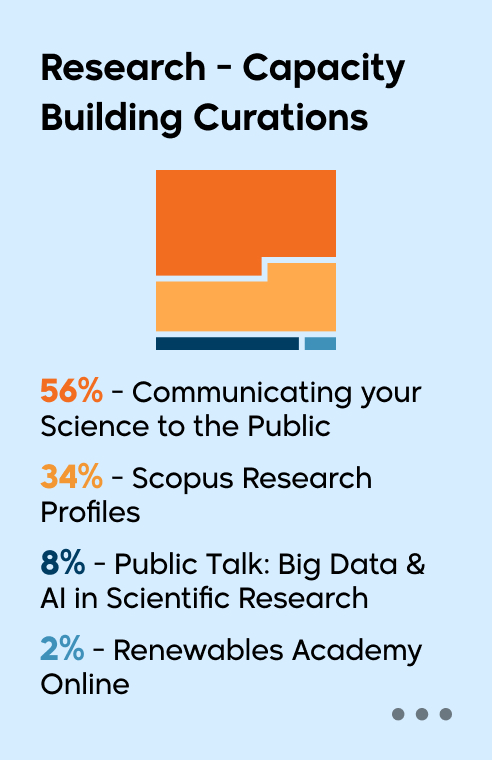 Research - Capacity
Building Curations
56% - Communicating your
Science to the Public
34% - Scopus Research
Profiles
8% - Public Talk: Big Data &
AI in Scientific Research
2% - Renewables Academy
Online